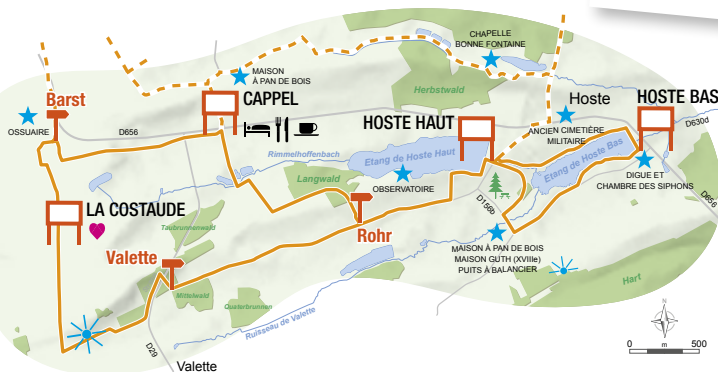 CHAPELLE
BONNE FONTAINE
MAISON
À PAN DE BOIS
Herbstwald
Barst
CAPPEL
Hoste
HOSTE BAS
OSSUAIRE
D656
HOSTE HAUT
ANCIEN CIMETIÈRE
MILITAIRE
D630d
Rimmelhoffenbach
Etang de Hoste Haut
Etang de Hoste Bas
Langwald
OBSERVATOIRE
DIGUE ET
CHAMBRE DES SIPHONS
D656
LA COSTAUDE
D156b
Taubrunnenwald
Rohr
Valette
MAISON À PAN DE BOIS
MAISON GUTH (XVIIIe)
PUITS À BALANCIER
Hart
Mittelwald
Quaterbrunnen
Ruisseau de Valette
D29
Valette
N
0 m 500